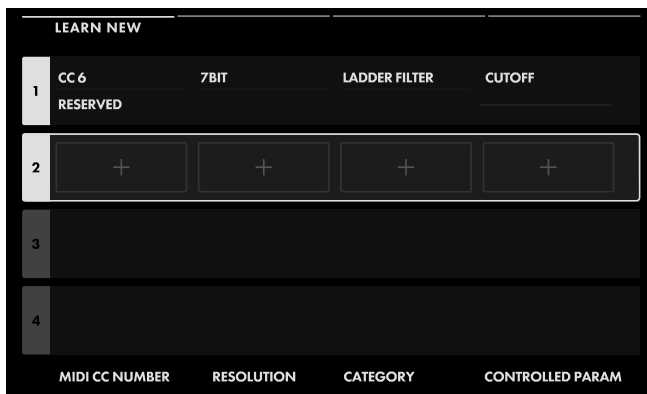 LEARN NEW
1 CC 6 7BIT LADDER FILTER CUTOFF
RESERVED
2 + + + +
3
4
MIDI CC NUMBER RESOLUTION CATEGORY CONTROLLED PARAM